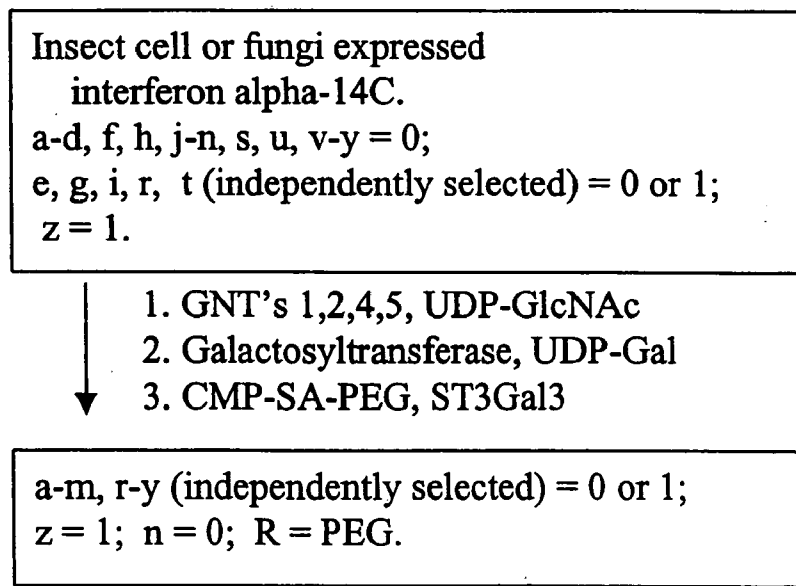 Insect cell or fungi expressed
interferon alpha-14C.
a-d, f, h, j-n, s, u, v-y = 0;
e, g, i, r, t (independently selected) = 0 or 1;
z = 1.
1. GNT's 1,2,4,5, UDP-GlcNAc
2. Galactosyltransferase, UDP-Gal
3. CMP-SA-PEG, ST3Gal3
a-m, r-y (independently selected) = 0 or 1;
z = 1; n = 0; R = PEG.